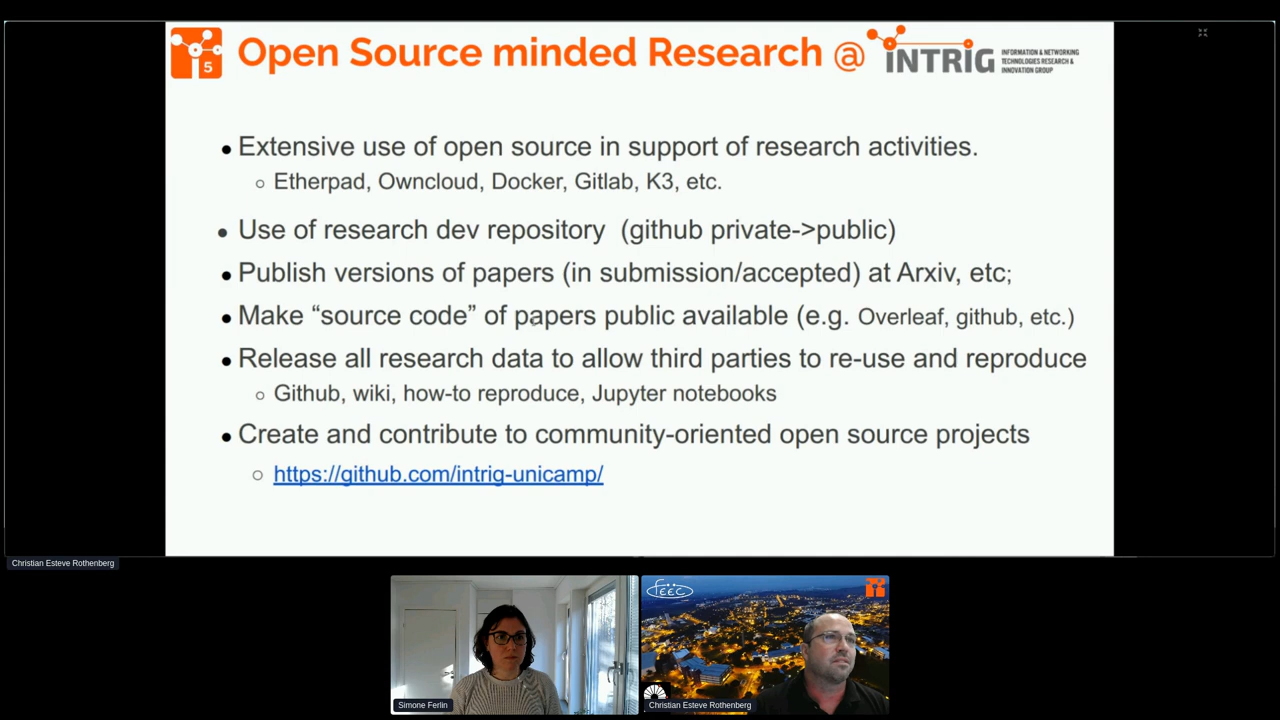 5
Open Source minded Research @
INTRIG
INFORMATION & NETWORKING
TECHNOLOGIES RESEARCH &
INNOVATION GROUP
● Extensive use of open source in support of research activities.
○ Etherpad, Owncloud, Docker, Gitlab, K3, etc.
● Use of research dev repository (github private->public)
● Publish versions of papers (in submission/accepted) at Arxiv, etc;
● Make “source code” of papers public available (e.g. Overleaf, github, etc.)
● Release all research data to allow third parties to re-use and reproduce
○ Github, wiki, how-to reproduce, Jupyter notebooks
● Create and contribute to community-oriented open source projects
○ https://github.com/intrig-unicamp/
Christian Esteve Rothenberg
FEEC
Simone Ferlin
Christian Esteve Rothenberg